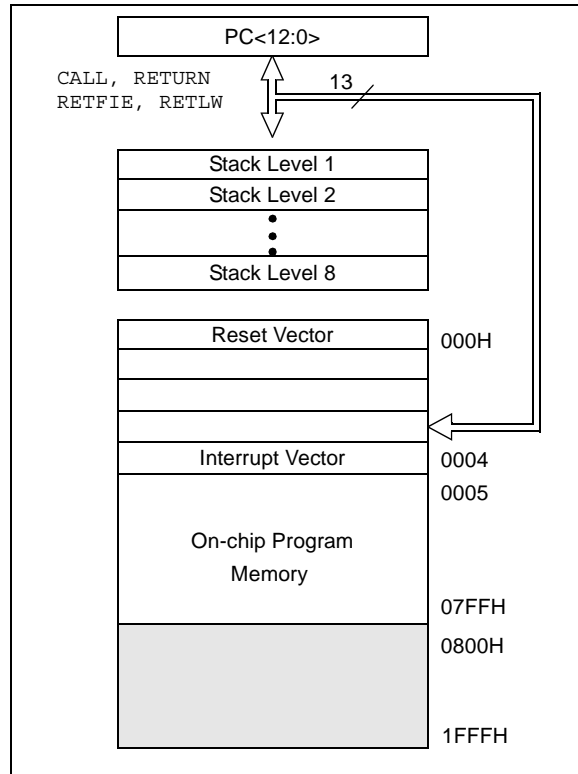 PC<12:0>
CALL, RETURN
RETFIE, RETLW
13
Stack Level 1
Stack Level 2
Stack Level 8
Reset Vector
000H
Interrupt Vector
0004
0005
On-chip Program
Memory
07FFH
0800H
1FFFH